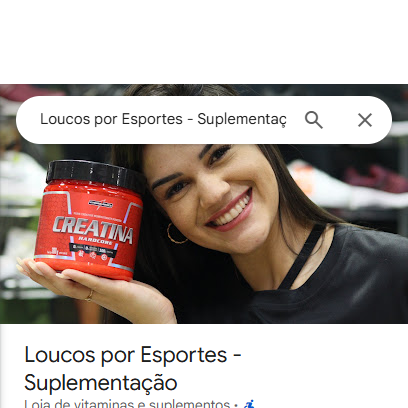 Loucos por Esportes - Suplementaç
CREATINA
HARDCORE
Loucos por Esportes -
Suplementação
Loja de vitaminas e suplementos ·